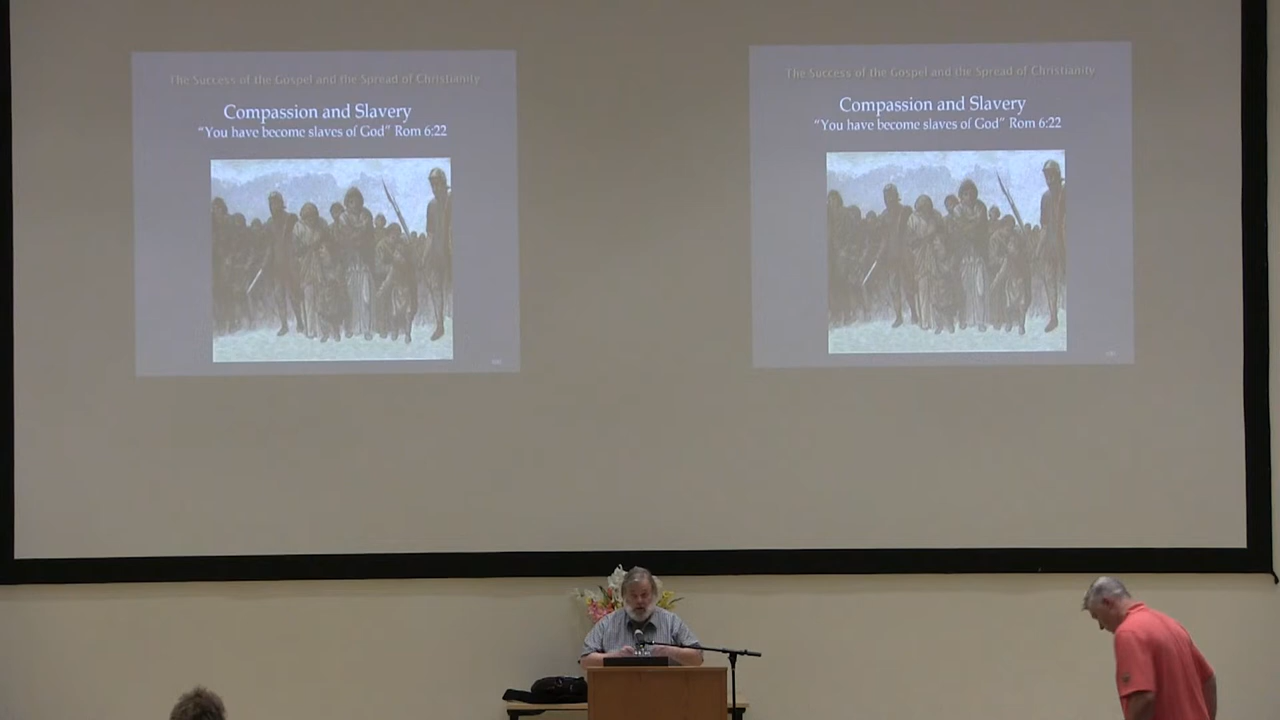 The Success of the Gospel and the Spread of Christianity
Compassion and Slavery
“You have become slaves of God” Rom 6:22
The Success of the Gospel and the Spread of Christianity
Compassion and Slavery
“You have become slaves of God” Rom 6:22